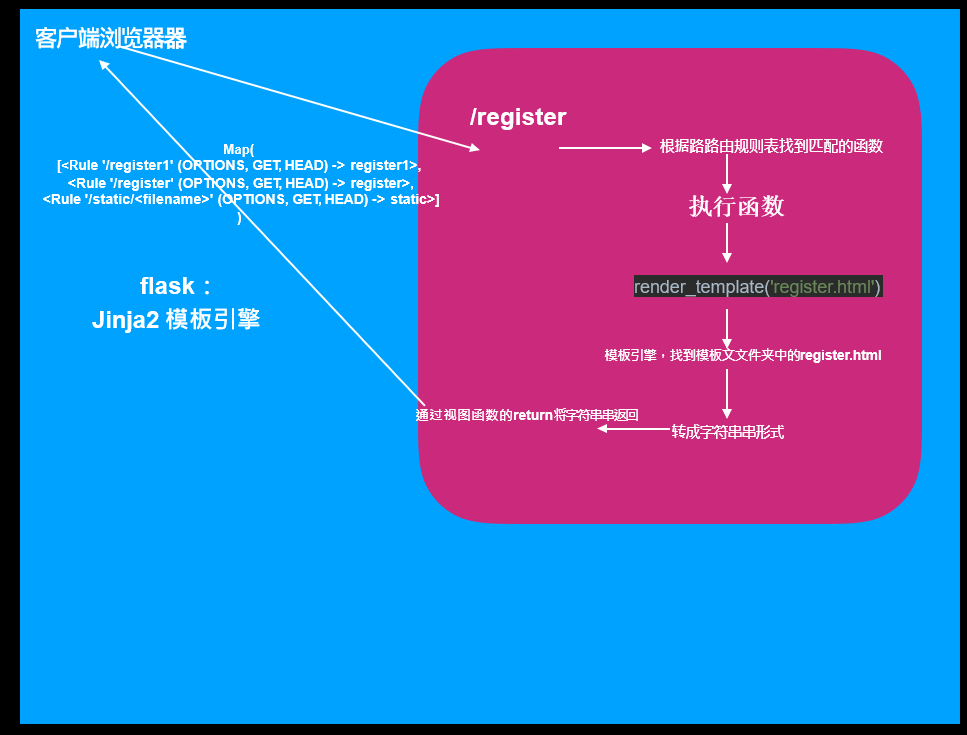 客户端浏览器器
/register
根据路路由规则表找到匹配的函数
Map(
[<Rule '/register1' (OPTIONS, GET, HEAD) -> register1>,
<Rule '/register' (OPTIONS, GET, HEAD) -> register>,
<Rule '/static/<filename>' (OPTIONS, GET, HEAD) -> static>]
)
执行函数
flask：
Jinja2 模板引擎
render_template('register.html')
模板引擎，找到模板文文件夹中的register.html
通过视图函数的return将字符串串返回
转成字符串串形式